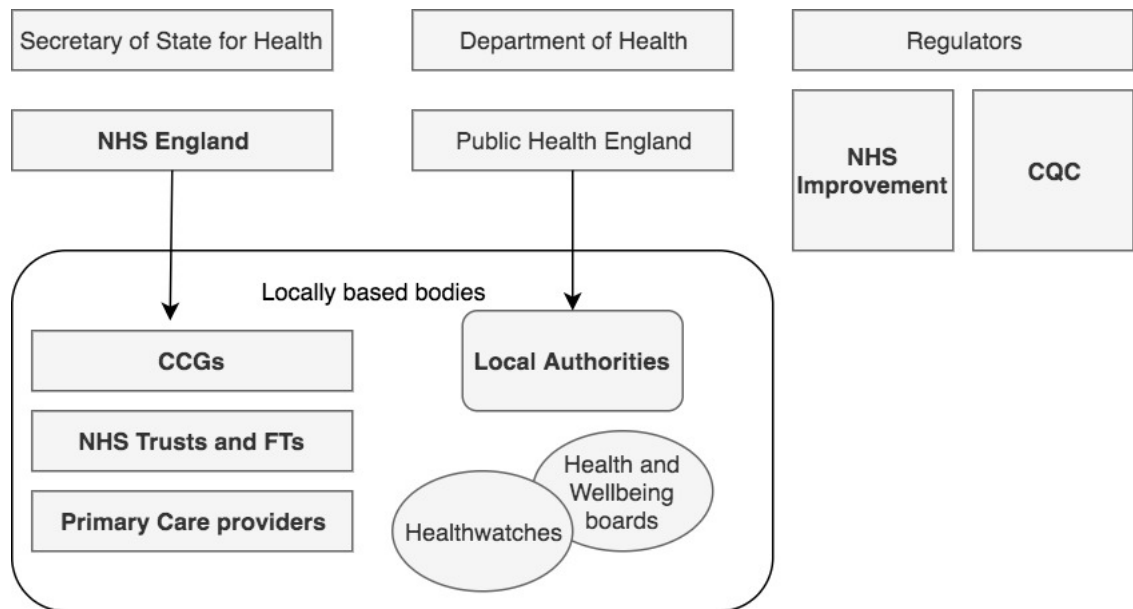 Secretary of State for Health
Department of Health
Regulators
NHS England
Public Health England
NHS
Improvement
CQC
Locally based bodies
CCGs
Local Authorities
NHS Trusts and FTs
Health and
Wellbeing
boards
Primary Care providers
Healthwatches